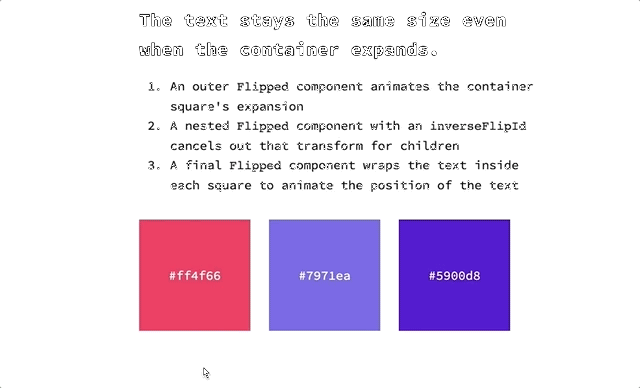 The text stays the same size even
when the container expands.
1. An outer Flipped component animates the container
square's expansion
2. A nested Flipped component with an inverseFlipId
cancels out that transform for children
3. A final Flipped component wraps the text inside
each square to animate the position of the text
#ff4f66 #7971ea #5900d8